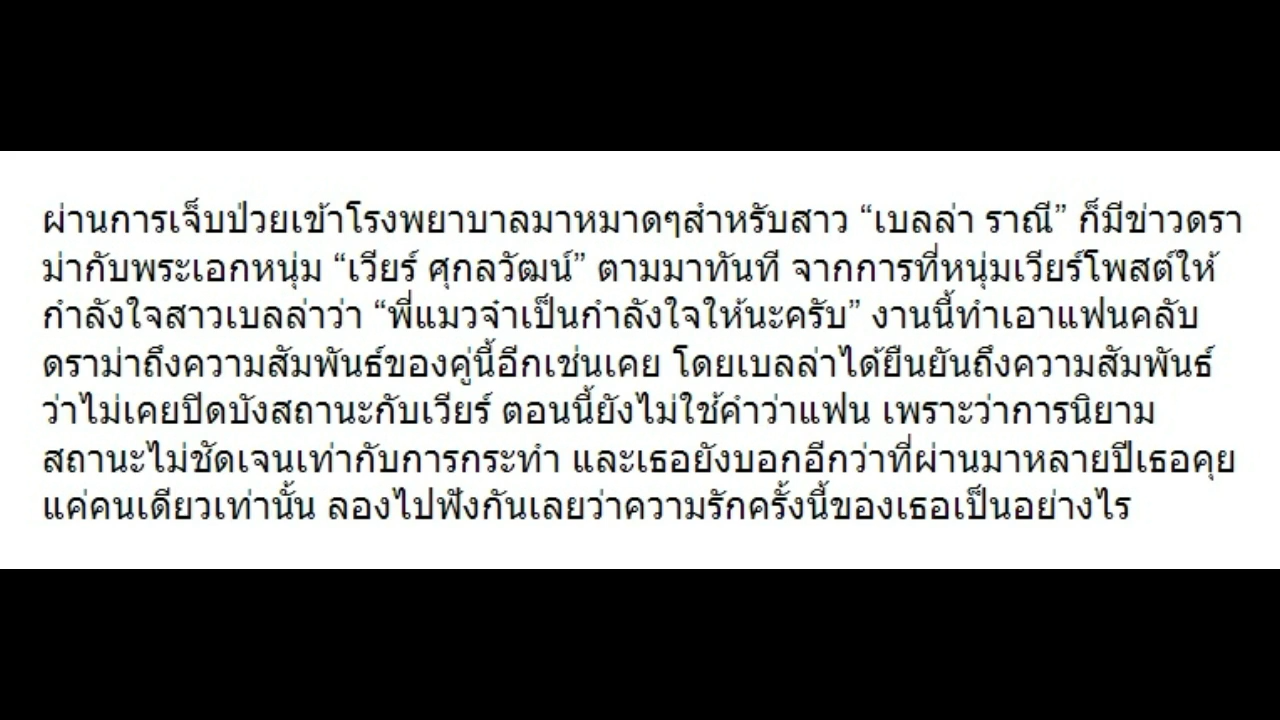 ผ่านการเจ็บป่วยเข้าโรงพยาบาลมาหมาดๆสำหรับสาว “เบลล่า ราณี” ก็มีข่าวดรา
ม่ากับพระเอกหนุ่ม “เวียร์ ศุกลวัฒน์” ตามมาทันที จากการที่หนุ่มเวียร์โพสต์ให้
กำลังใจสาวเบลล่าว่า “พี่แมวจ๋าเป็นกำลังใจให้นะครับ” งานนี้ทำเอาแฟนคลับ
ดราม่าถึงความสัมพันธ์ของคู่นี้อีกเช่นเคย โดยเบลล่าได้ยืนยันถึงความสัมพันธ์
ว่าไม่เคยปิดบังสถานะกับเวียร์ ตอนนี้ยังไม่ใช้คำว่าแฟน เพราะว่าการนิยาม
สถานะไม่ชัดเจนเท่ากับการกระทำ และเธอยังบอกอีกว่าที่ผ่านมาหลายปีเธอคุย
แค่คนเดียวเท่านั้น ลองไปฟังกันเลยว่าความรักครั้งนี้ของเธอเป็นอย่างไร